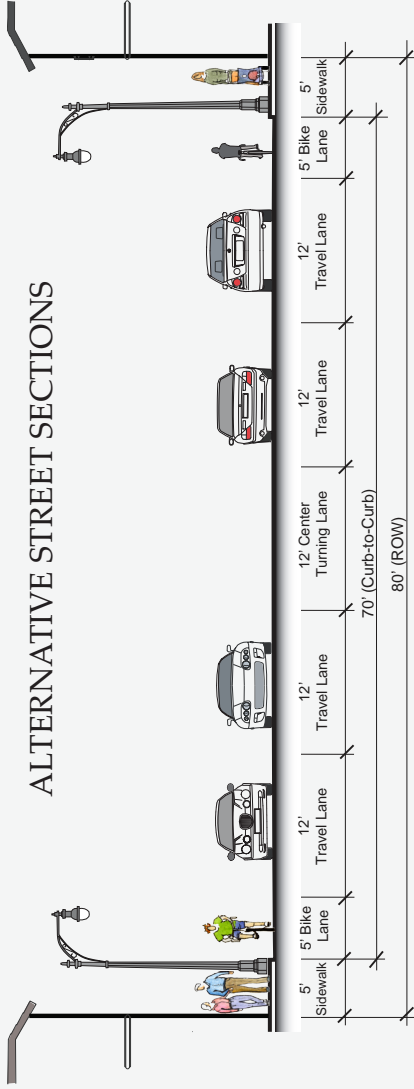 ALTERNATIVE STREET SECTIONS
5'
Sidewalk
5' Bike
Lane
12'
Travel Lane
12'
Travel Lane
12' Center
Turning Lane
12'
Travel Lane
12'
Travel Lane
5' Bike
Lane
5'
Sidewalk
70' (Curb-to-Curb)
80' (ROW)